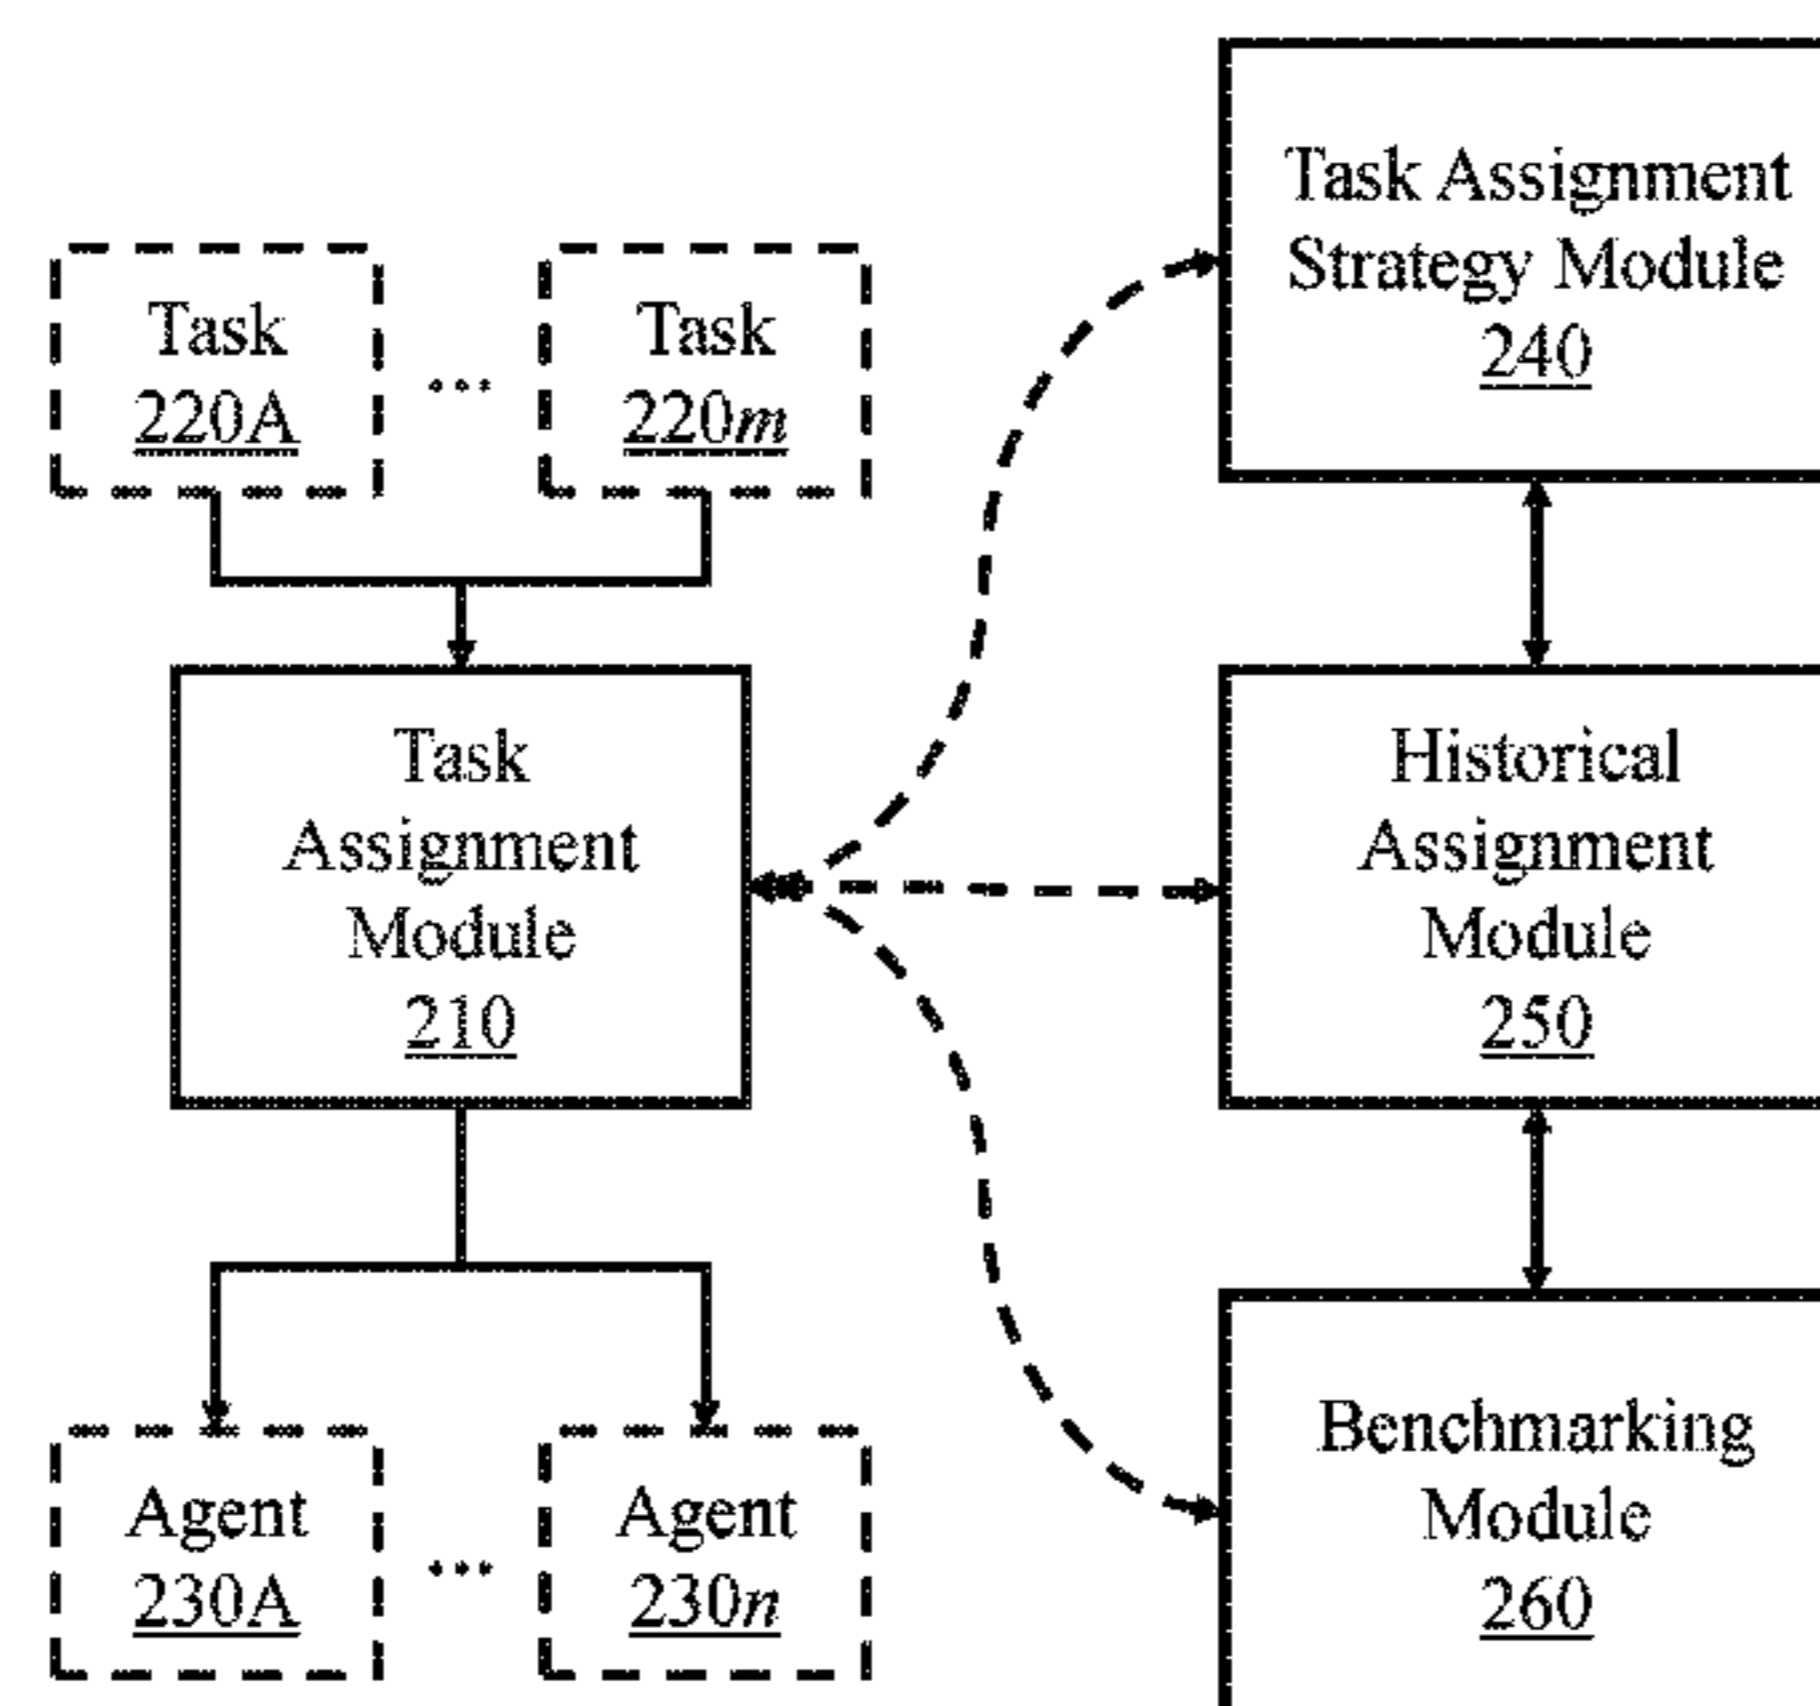 Task Assignment
Strategy Module
240
Task
220A
...
Task
220m
Task
Assignment
Module
210
Historical
Assignment
Module
250
Agent
230A
...
Agent
230n
Benchmarking
Module
260